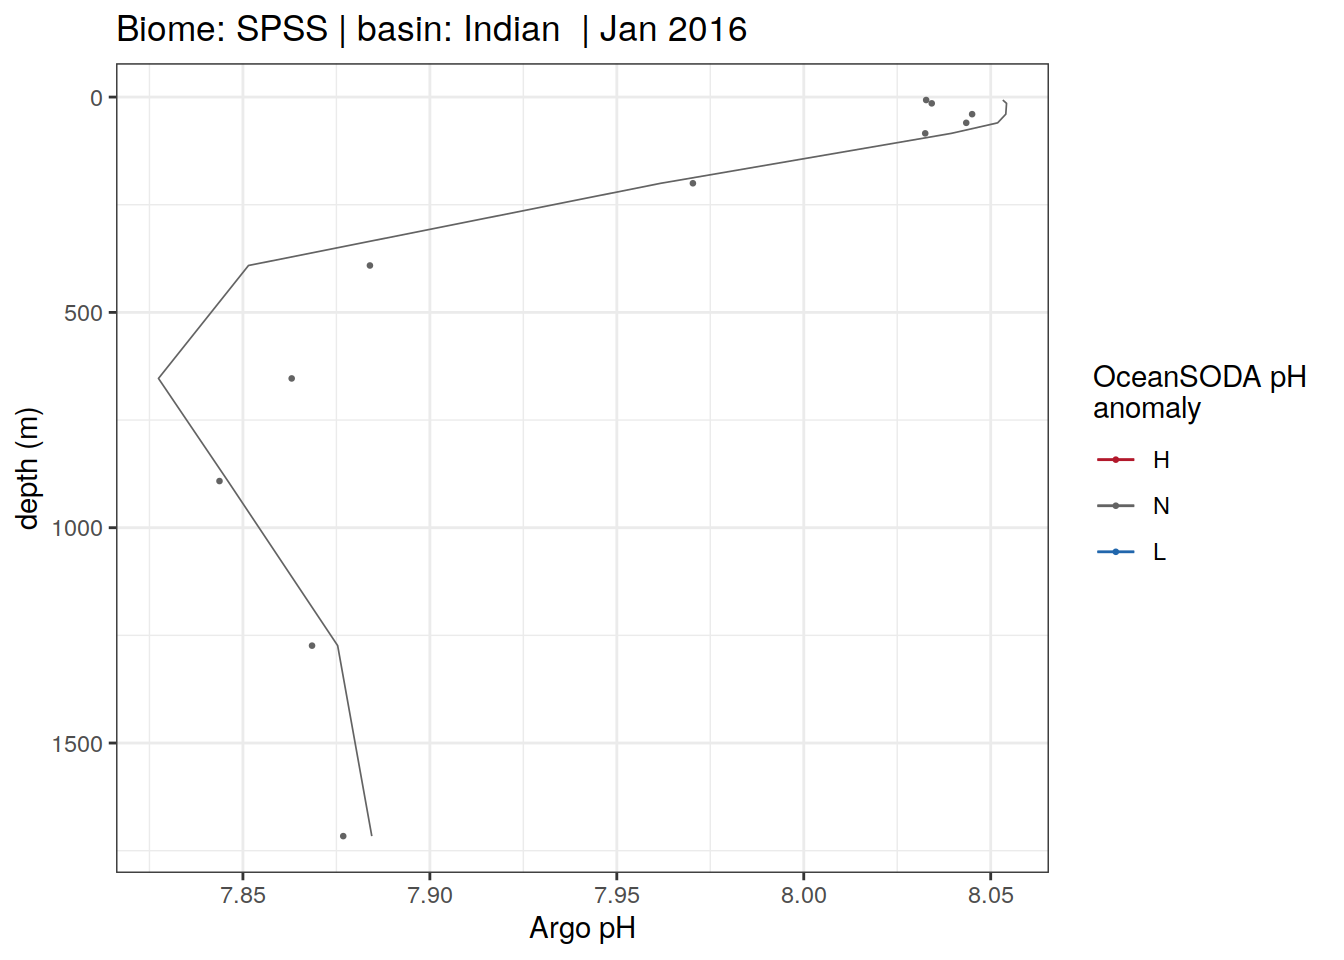 Biome: SPSS | basin: Indian  | Jan 2016
0
500
1000
1500
depth (m)
7.85
7.90
7.95
8.00
8.05
Argo pH
OceanSODA pH
anomaly
H
N
L